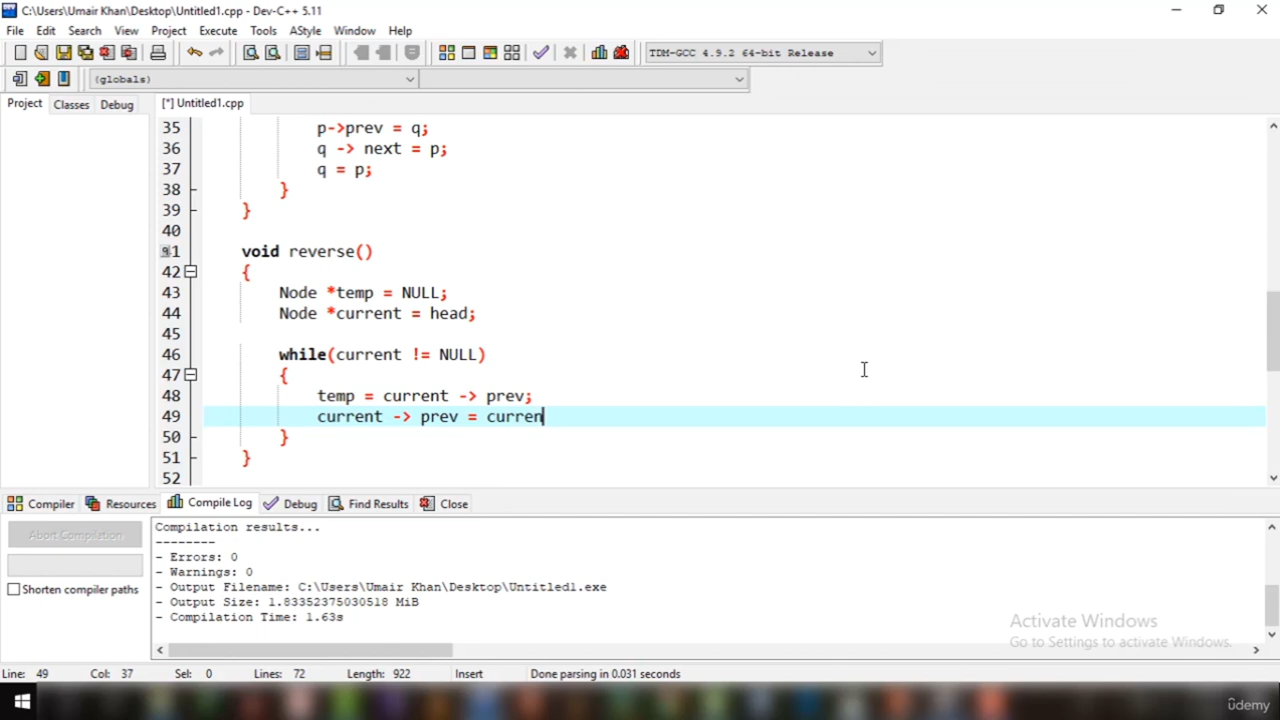 C:\Users\Umair Khan\Desktop\Untitled1.cpp - Dev-C++ 5.11
File Edit Search View Project Execute Tools AStyle Window Help
TDM-GCC 4.9.2 64-bit Release
(globals)
Project Classes Debug [*] Untitled1.cpp
35 p->prev = q;
36 q -> next = p;
37 q = p;
38 }
39 }
40
41 void reverse()
42 {
43 Node *temp = NULL;
44 Node *current = head;
45
46 while(current != NULL)
47 {
48 temp = current -> prev;
49 current -> prev = curren
50 }
51 }
52
Compiler Resources Compile Log Debug Find Results Close
Abort Compilation
Shorten compiler paths
Compilation results...
--------
- Errors: 0
- Warnings: 0
- Output Filename: C:\Users\Umair Khan\Desktop\Untitled1.exe
- Output Size: 1.83352375030518 MiB
- Compilation Time: 1.63s
Activate Windows
Go to Settings to activate Windows.
Line: 49 Col: 37 Sel: 0 Lines: 72 Length: 922 Insert Done parsing in 0.031 seconds
ûdemy